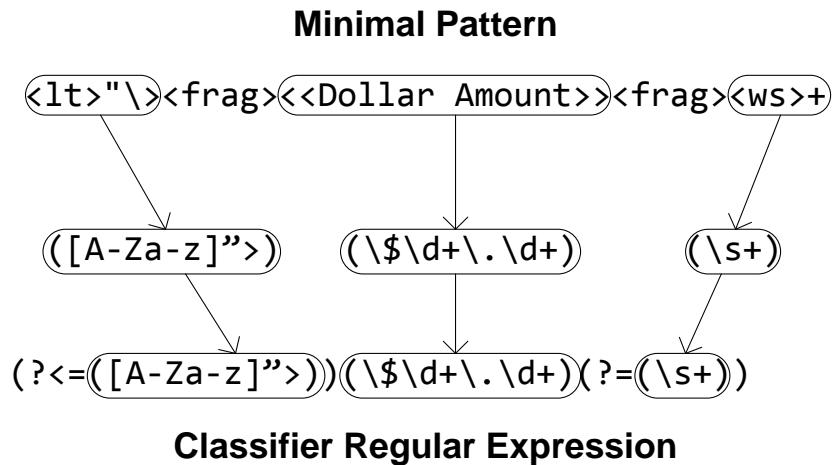 Minimal Pattern
<lt>"\><frag><<Dollar Amount>><frag><ws>+
([A-Za-z]”>) (\$\d+\.\d+) (\s+)
(?<=([A-Za-z]”>))(\$\d+\.\d+)(?=(\s+))
Classifier Regular Expression